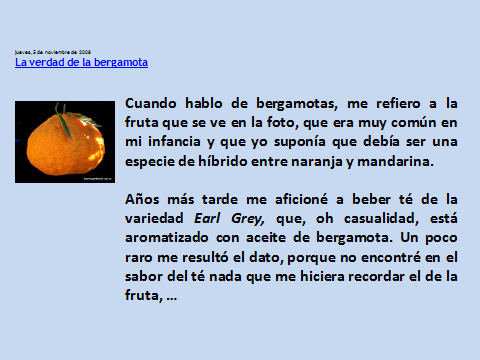 jueves, 5 de noviembre de 2009
La verdad de la bergamota
Cuando hablo de bergamotas, me refiero a la
fruta que se ve en la foto, que era muy común en
mi infancia y que yo suponía que debía ser una
especie de híbrido entre naranja y mandarina.
Años más tarde me aficioné a beber té de la
variedad Earl Grey, que, oh casualidad, está
aromatizado con aceite de bergamota. Un poco
raro me resultó el dato, porque no encontré en el
sabor del té nada que me hiciera recordar el de la
fruta, ...